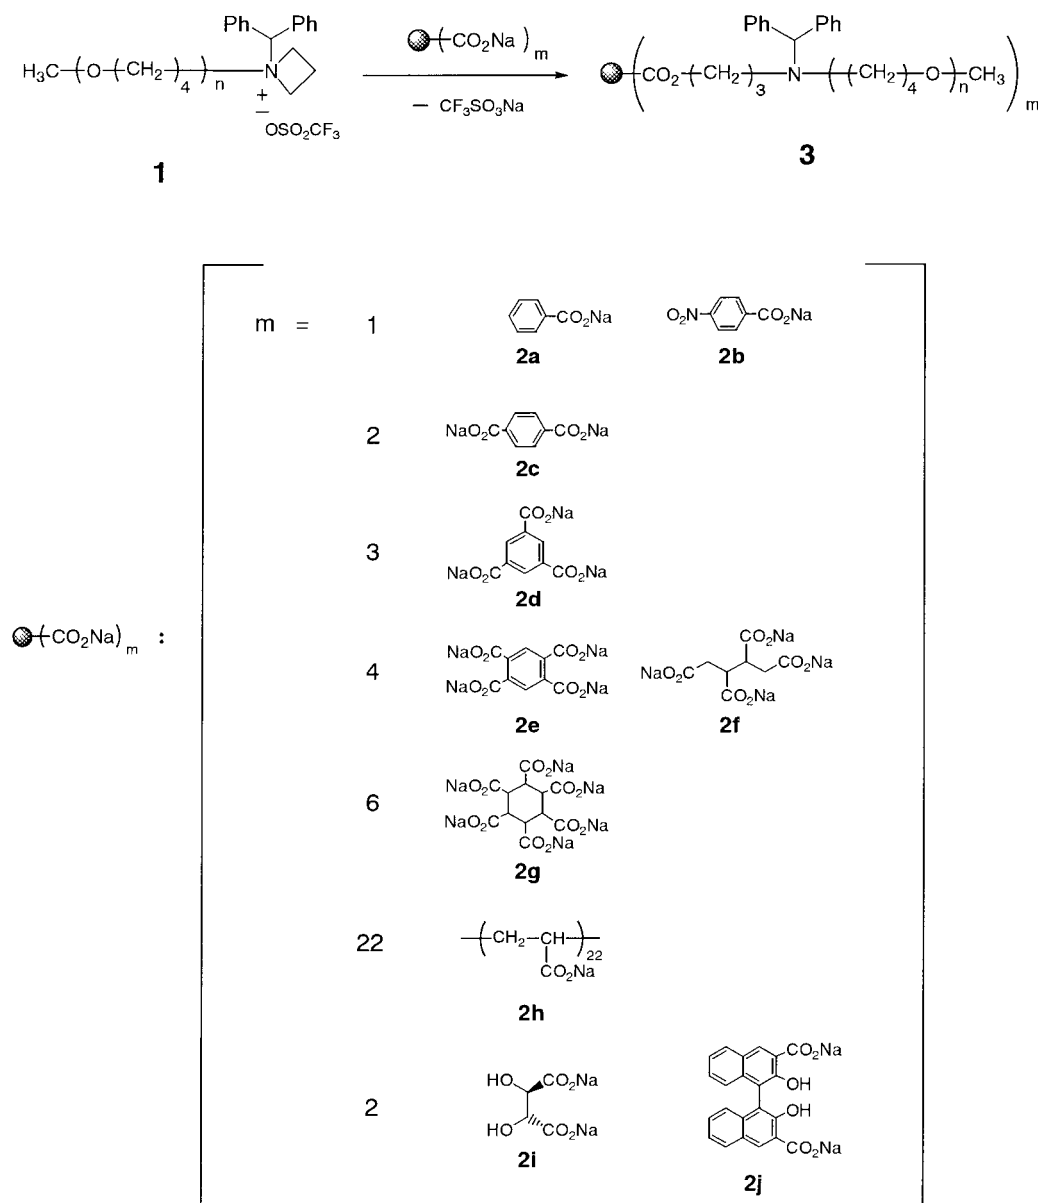 Ph Ph
H₃C—(O—(CH₂)₄)n—N + − OSO₂CF₃
1
(CO₂Na)m
− CF₃SO₃Na
Ph Ph
(CO₂—(CH₂)₃—N—((CH₂)₄—O)n—CH₃)m
3
m = 1
CO₂Na
2a
O₂N CO₂Na
2b
2
NaO₂C CO₂Na
2c
3
CO₂Na
NaO₂C CO₂Na
2d
(CO₂Na)m :
4
NaO₂C CO₂Na
NaO₂C CO₂Na
2e
CO₂Na
NaO₂C CO₂Na
CO₂Na
2f
6
CO₂Na
NaO₂C CO₂Na
NaO₂C CO₂Na
CO₂Na
2g
22
(CH₂—CH)₂₂
CO₂Na
2h
2
HO CO₂Na
HO CO₂Na
2i
CO₂Na
OH
OH
CO₂Na
2j